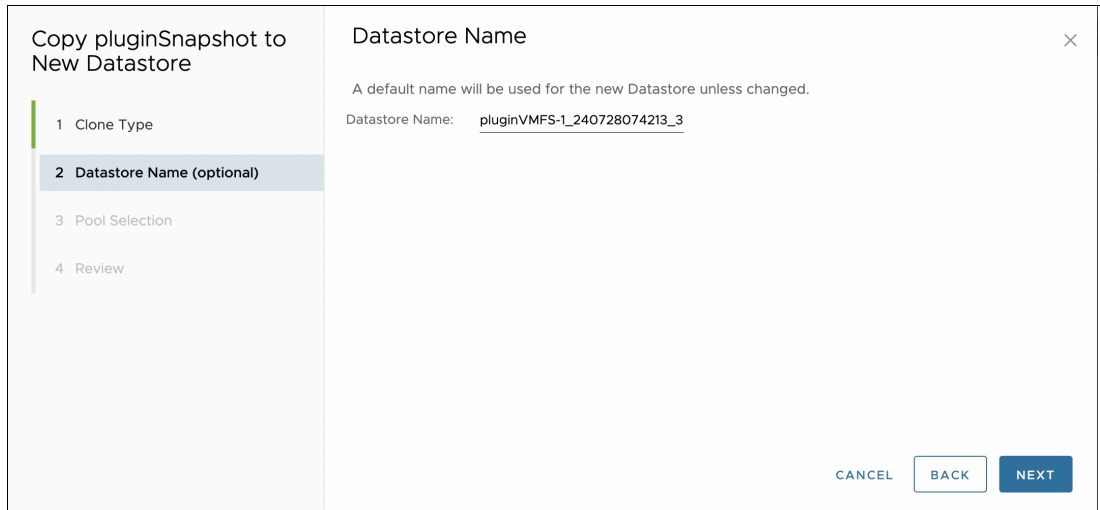 Copy pluginSnapshot to
New Datastore
1 Clone Type
2 Datastore Name (optional)
3 Pool Selection
4 Review
Datastore Name
A default name will be used for the new Datastore unless changed.
Datastore Name: pluginVMFS-1_240728074213_3
CANCEL BACK NEXT